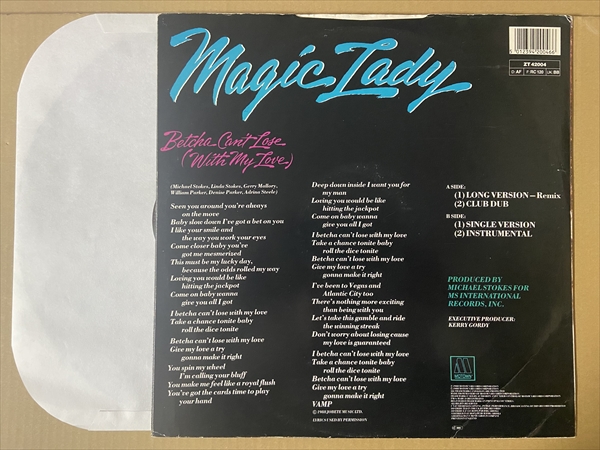 Magic Lady
5 012394 200466
ZT 42004
D: AF F: RC 120 UK: BB
Betcha Can't Lose
(With My Love)
(Michael Stokes, Linda Stokes, Gerry Mallory,
William Parker, Denise Parker, Adrina Steele)
Seen you around you're always
on the move
Baby slow down I've got a bet on you
I like your smile and
the way you work your eyes
Come closer baby you've
got me mesmerized
This must be my lucky day,
because the odds rolled my way
Loving you would be like
hitting the jackpot
Come on baby wanna
give you all I got
I betcha can't lose with my love
Take a chance tonite baby
roll the dice tonite
Betcha can't lose with my love
Give my love a try
gonna make it right
You spin my wheel
I'm calling your bluff
You make me feel like a royal flush
You've got the cards time to play
your hand
Deep down inside I want you for
my man
Loving you would be like
hitting the jackpot
Come on baby wanna
give you all I got
I betcha can't lose with my love
Take a chance tonite baby
roll the dice tonite
Betcha can't lose with my love
Give my love a try
gonna make it right
I've been to Vegas and
Atlantic City too
There's nothing more exciting
than being with you
Let's take this gamble and ride
the winning streak
Don't worry about losing cause
my love is guaranteed
I betcha can't lose with my love
Take a chance tonite baby
roll the dice tonite
Betcha can't lose with my love
Give my love a try
gonna make it right
VAMP
LYRICS USED BY PERMISSION
A SIDE:
(1) LONG VERSION—Remix
(2) CLUB DUB
B SIDE:
(1) SINGLE VERSION
(2) INSTRUMENTAL
PRODUCED BY
MICHAEL STOKES FOR
MS INTERNATIONAL
RECORDS, INC.
EXECUTIVE PRODUCER:
KERRY GORDY
M